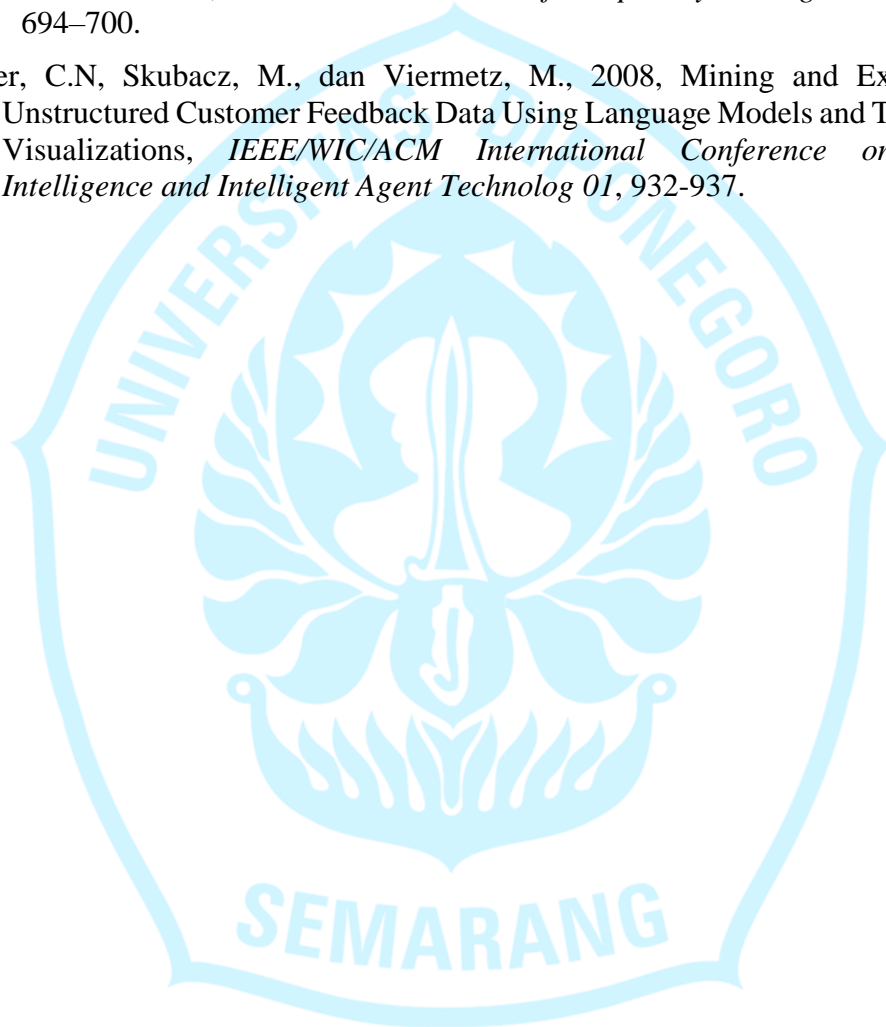 694–700.
er, C.N, Skubacz, M., dan Viermetz, M., 2008, Mining and Ex
Unstructured Customer Feedback Data Using Language Models and T
Visualizations, IEEE/WIC/ACM International Conference on
Intelligence and Intelligent Agent Technolog 01, 932-937.
UNIVERSITAS DIPONEGORO
SEMARANG